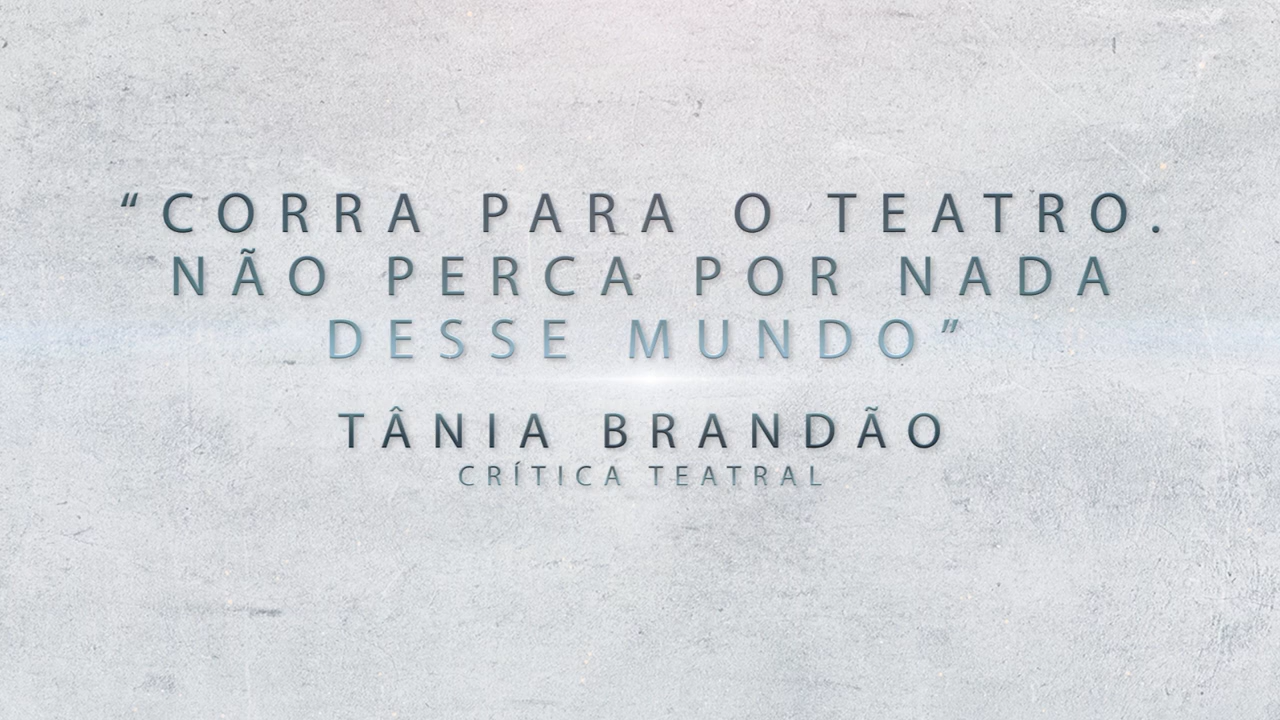 “CORRA PARA O TEATRO.
NÃO PERCA POR NADA
DESSE MUNDO”
TÂNIA BRANDÃO
CRÍTICA TEATRAL